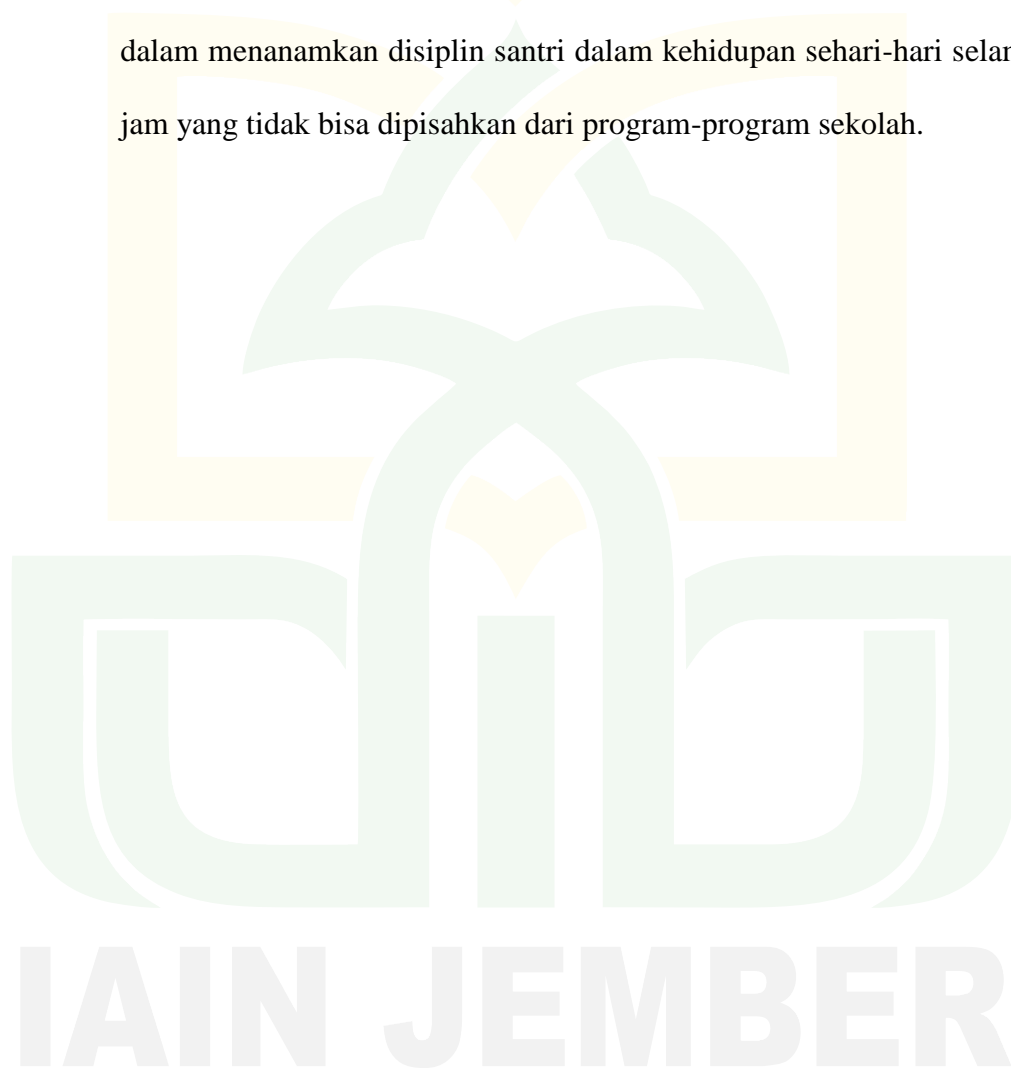 dalam menanamkan disiplin santri dalam kehidupan sehari-hari
jam yang tidak bisa dipisahkan dari program-program sekolah.
IAIN JEMBER